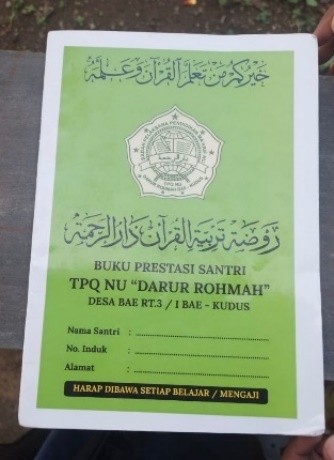 خيركم من تعلم القرآن وعلمه
روضة تربية القرآن دار الرحمة
BUKU PRESTASI SANTRI
TPQ NU "DARUR ROHMAH"
DESA BAE RT.3 / I BAE - KUDUS
Nama Santri :
No. Induk :
Alamat :
HARAP DIBAWA SETIAP BELAJAR / MENGAJI